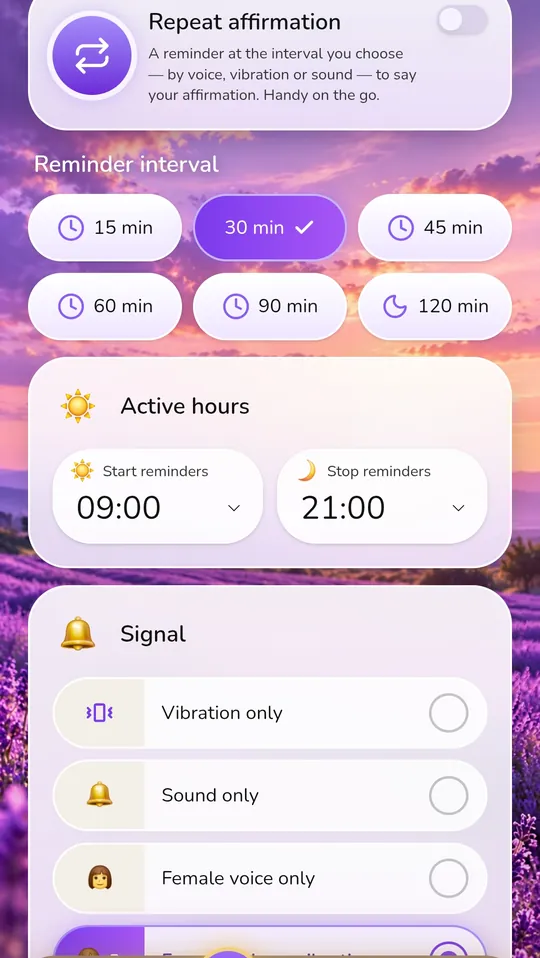 Repeat affirmation
A reminder at the interval you choose
— by voice, vibration or sound — to say
your affirmation. Handy on the go.
Reminder interval
15 min
30 min
45 min
60 min
90 min
120 min
Active hours
Start reminders
09:00
Stop reminders
21:00
Signal
Vibration only
Sound only
Female voice only